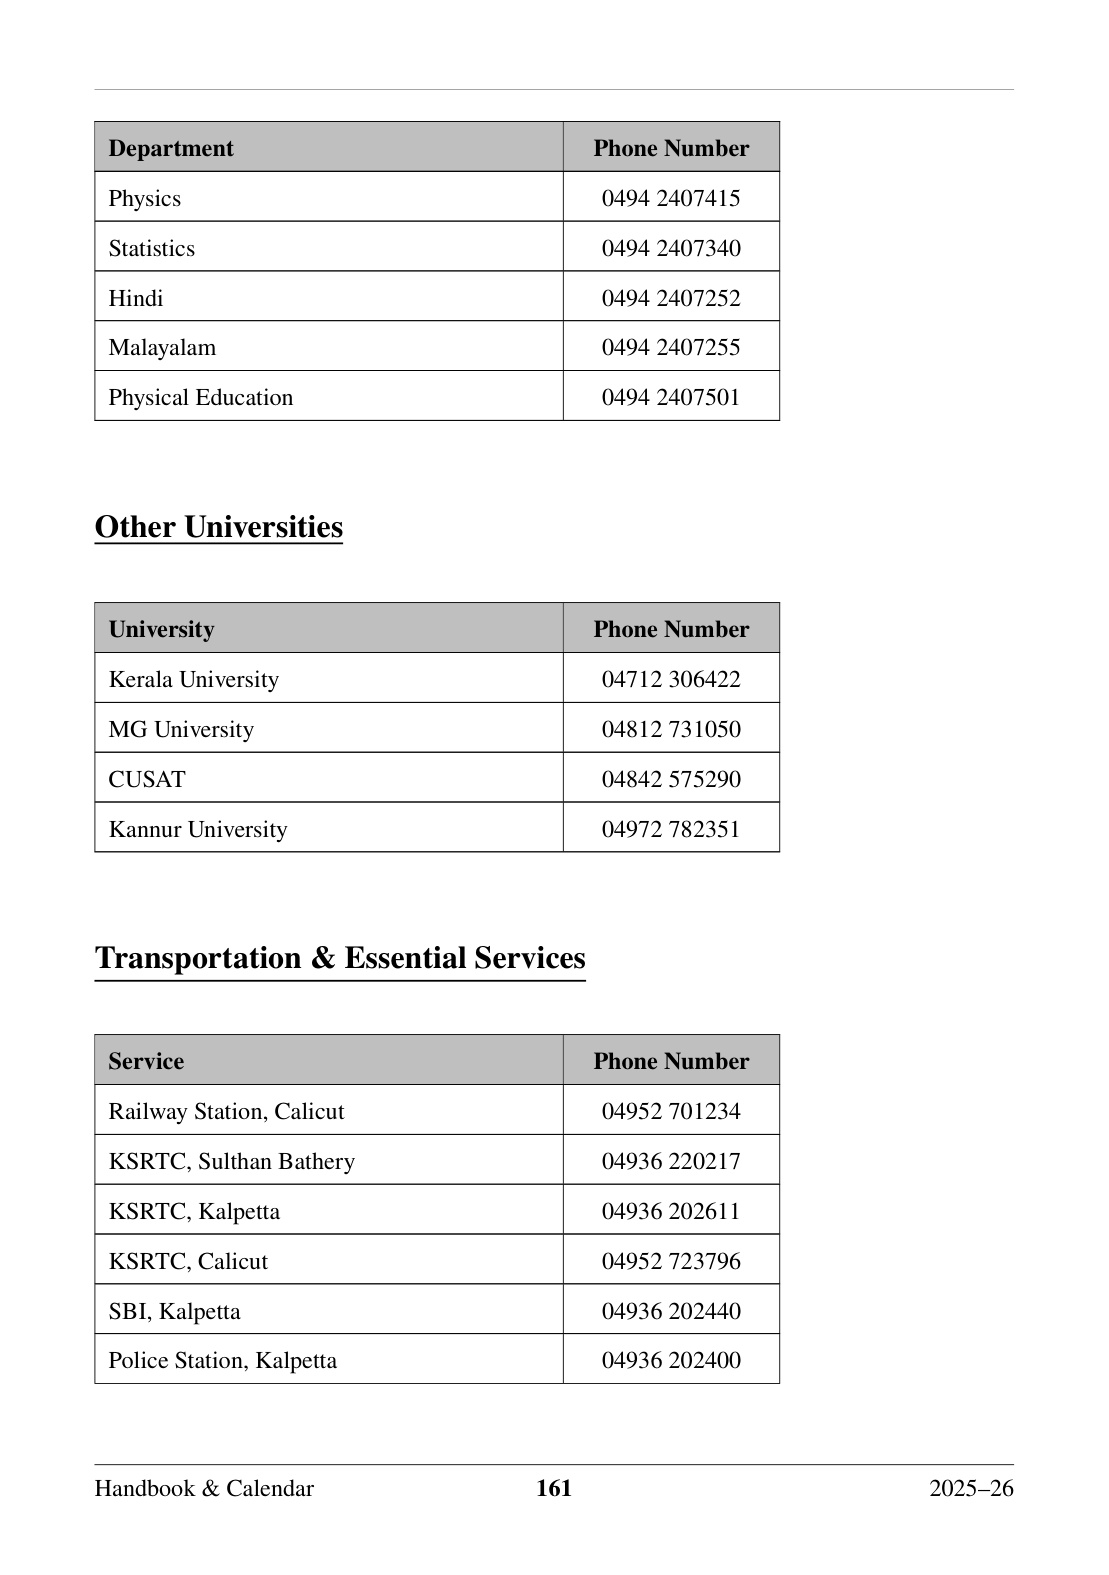 Department Phone Number
Physics 0494 2407415
Statistics 0494 2407340
Hindi 0494 2407252
Malayalam 0494 2407255
Physical Education 0494 2407501
Other Universities
University Phone Number
Kerala University 04712 306422
MG University 04812 731050
CUSAT 04842 575290
Kannur University 04972 782351
Transportation & Essential Services
Service Phone Number
Railway Station, Calicut 04952 701234
KSRTC, Sulthan Bathery 04936 220217
KSRTC, Kalpetta 04936 202611
KSRTC, Calicut 04952 723796
SBI, Kalpetta 04936 202440
Police Station, Kalpetta 04936 202400
Handbook & Calendar 161 2025–26